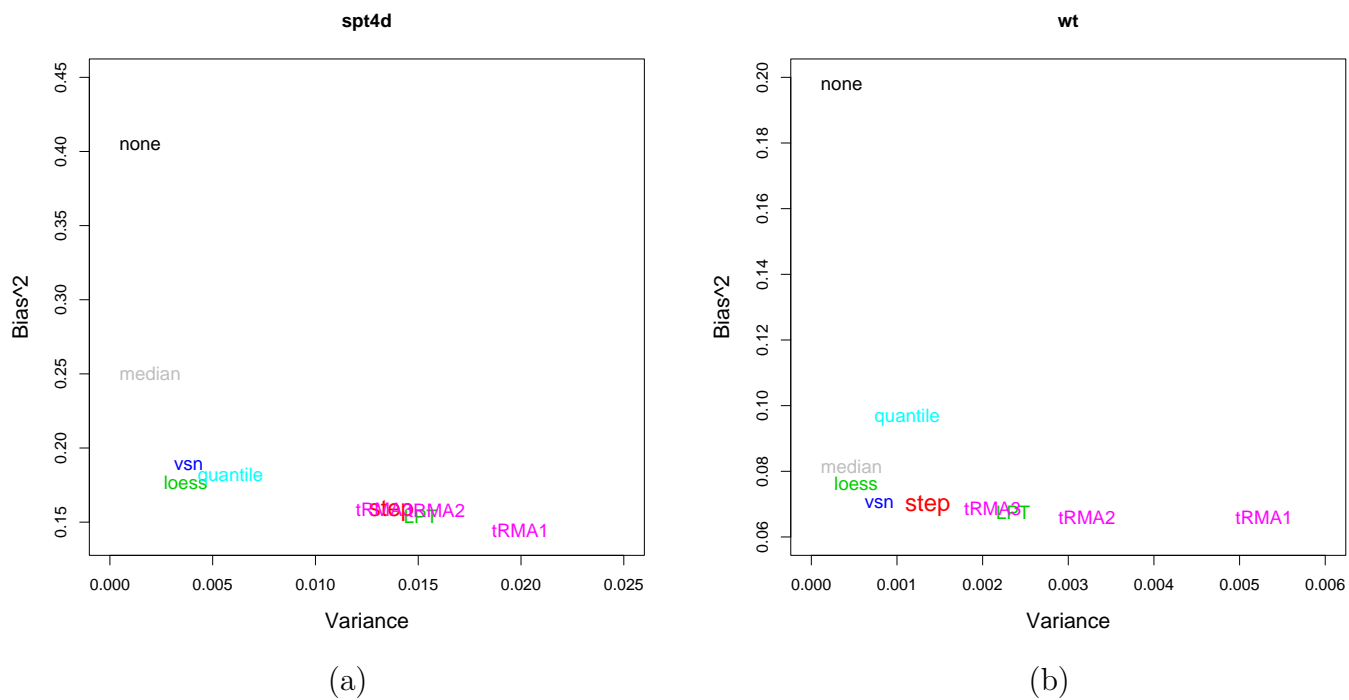 spt4d
0.45
0.40
0.35
0.30
0.25
0.20
0.15
Bias^2
none
median
vsn
loess
quantile
tRMA3
step
tRMA2
LPT
tRMA1
0.000 0.005 0.010 0.015 0.020 0.025
Variance
(a)
wt
0.20
0.18
0.16
0.14
0.12
0.10
0.08
0.06
Bias^2
none
quantile
median
loess
vsn
step
tRMA3
LPT
tRMA2
tRMA1
0.000 0.001 0.002 0.003 0.004 0.005 0.006
Variance
(b)